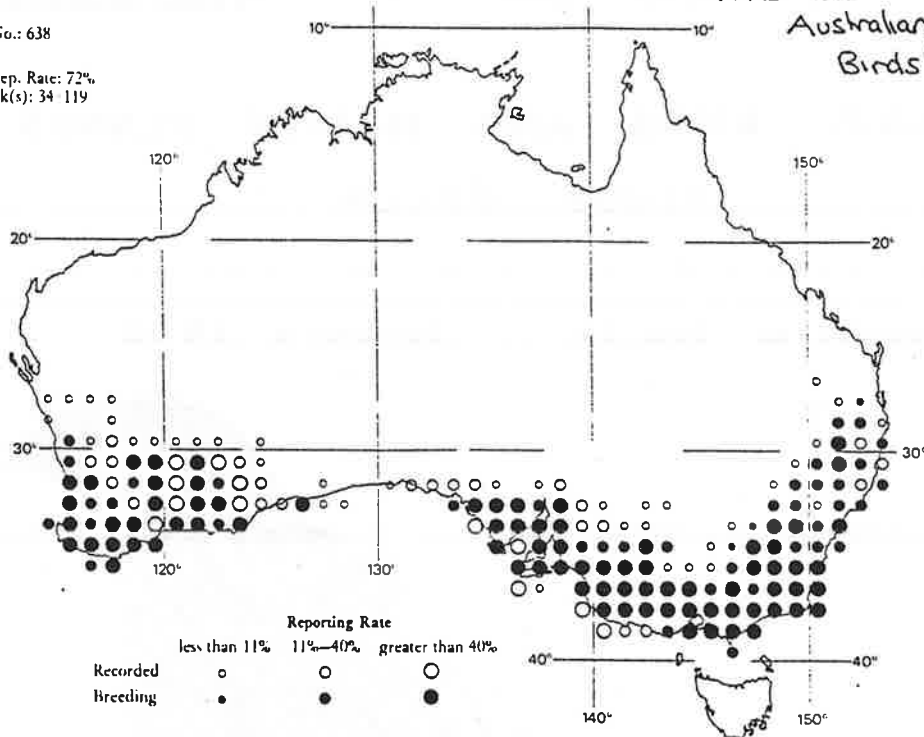 No.: 638
ep. Rate: 72%
k(s): 34-119
Australian
Birds
10°
10°
120°
150°
20°
20°
30°
30°
120°
130°
Reporting Rate
less than 11% 11%—40% greater than 40%
Recorded
Breeding
40°
40°
140°
150°